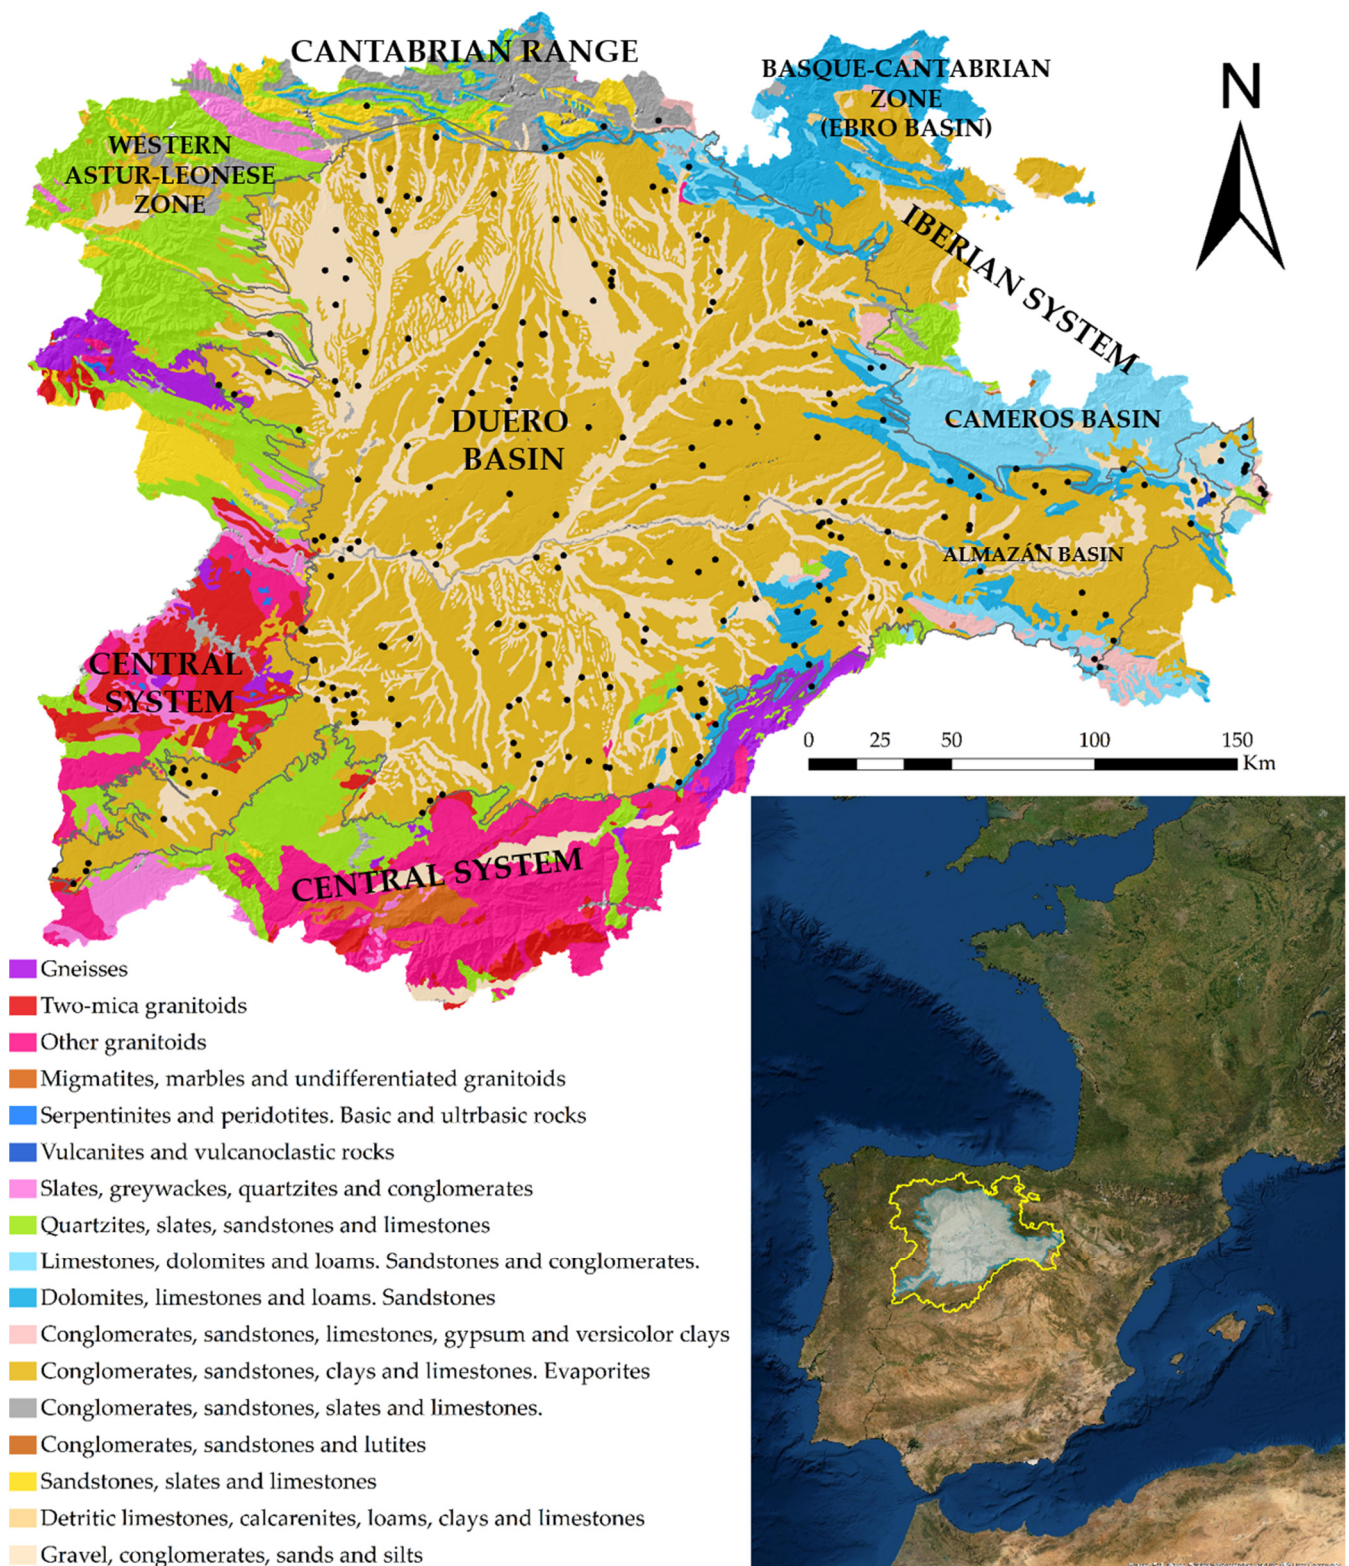 CANTABRIAN RANGE
BASQUE-CANTABRIAN
ZONE
(EBRO BASIN)
N
WESTERN
ASTUR-LEONESE
ZONE
IBERIAN SYSTEM
DUERO
BASIN
CAMEROS BASIN
ALMAZÁN BASIN
CENTRAL
SYSTEM
0 25 50 100 150
Km
CENTRAL SYSTEM
Gneisses
Two-mica granitoids
Other granitoids
Migmatites, marbles and undifferentiated granitoids
Serpentinites and peridotites. Basic and ultrbasic rocks
Vulcanites and vulcanoclastic rocks
Slates, greywackes, quartzites and conglomerates
Quartzites, slates, sandstones and limestones
Limestones, dolomites and loams. Sandstones and conglomerates.
Dolomites, limestones and loams. Sandstones
Conglomerates, sandstones, limestones, gypsum and versicolor clays
Conglomerates, sandstones, clays and limestones. Evaporites
Conglomerates, sandstones, slates and limestones.
Conglomerates, sandstones and lutites
Sandstones, slates and limestones
Detritic limestones, calcarenites, loams, clays and limestones
Gravel, conglomerates, sands and silts